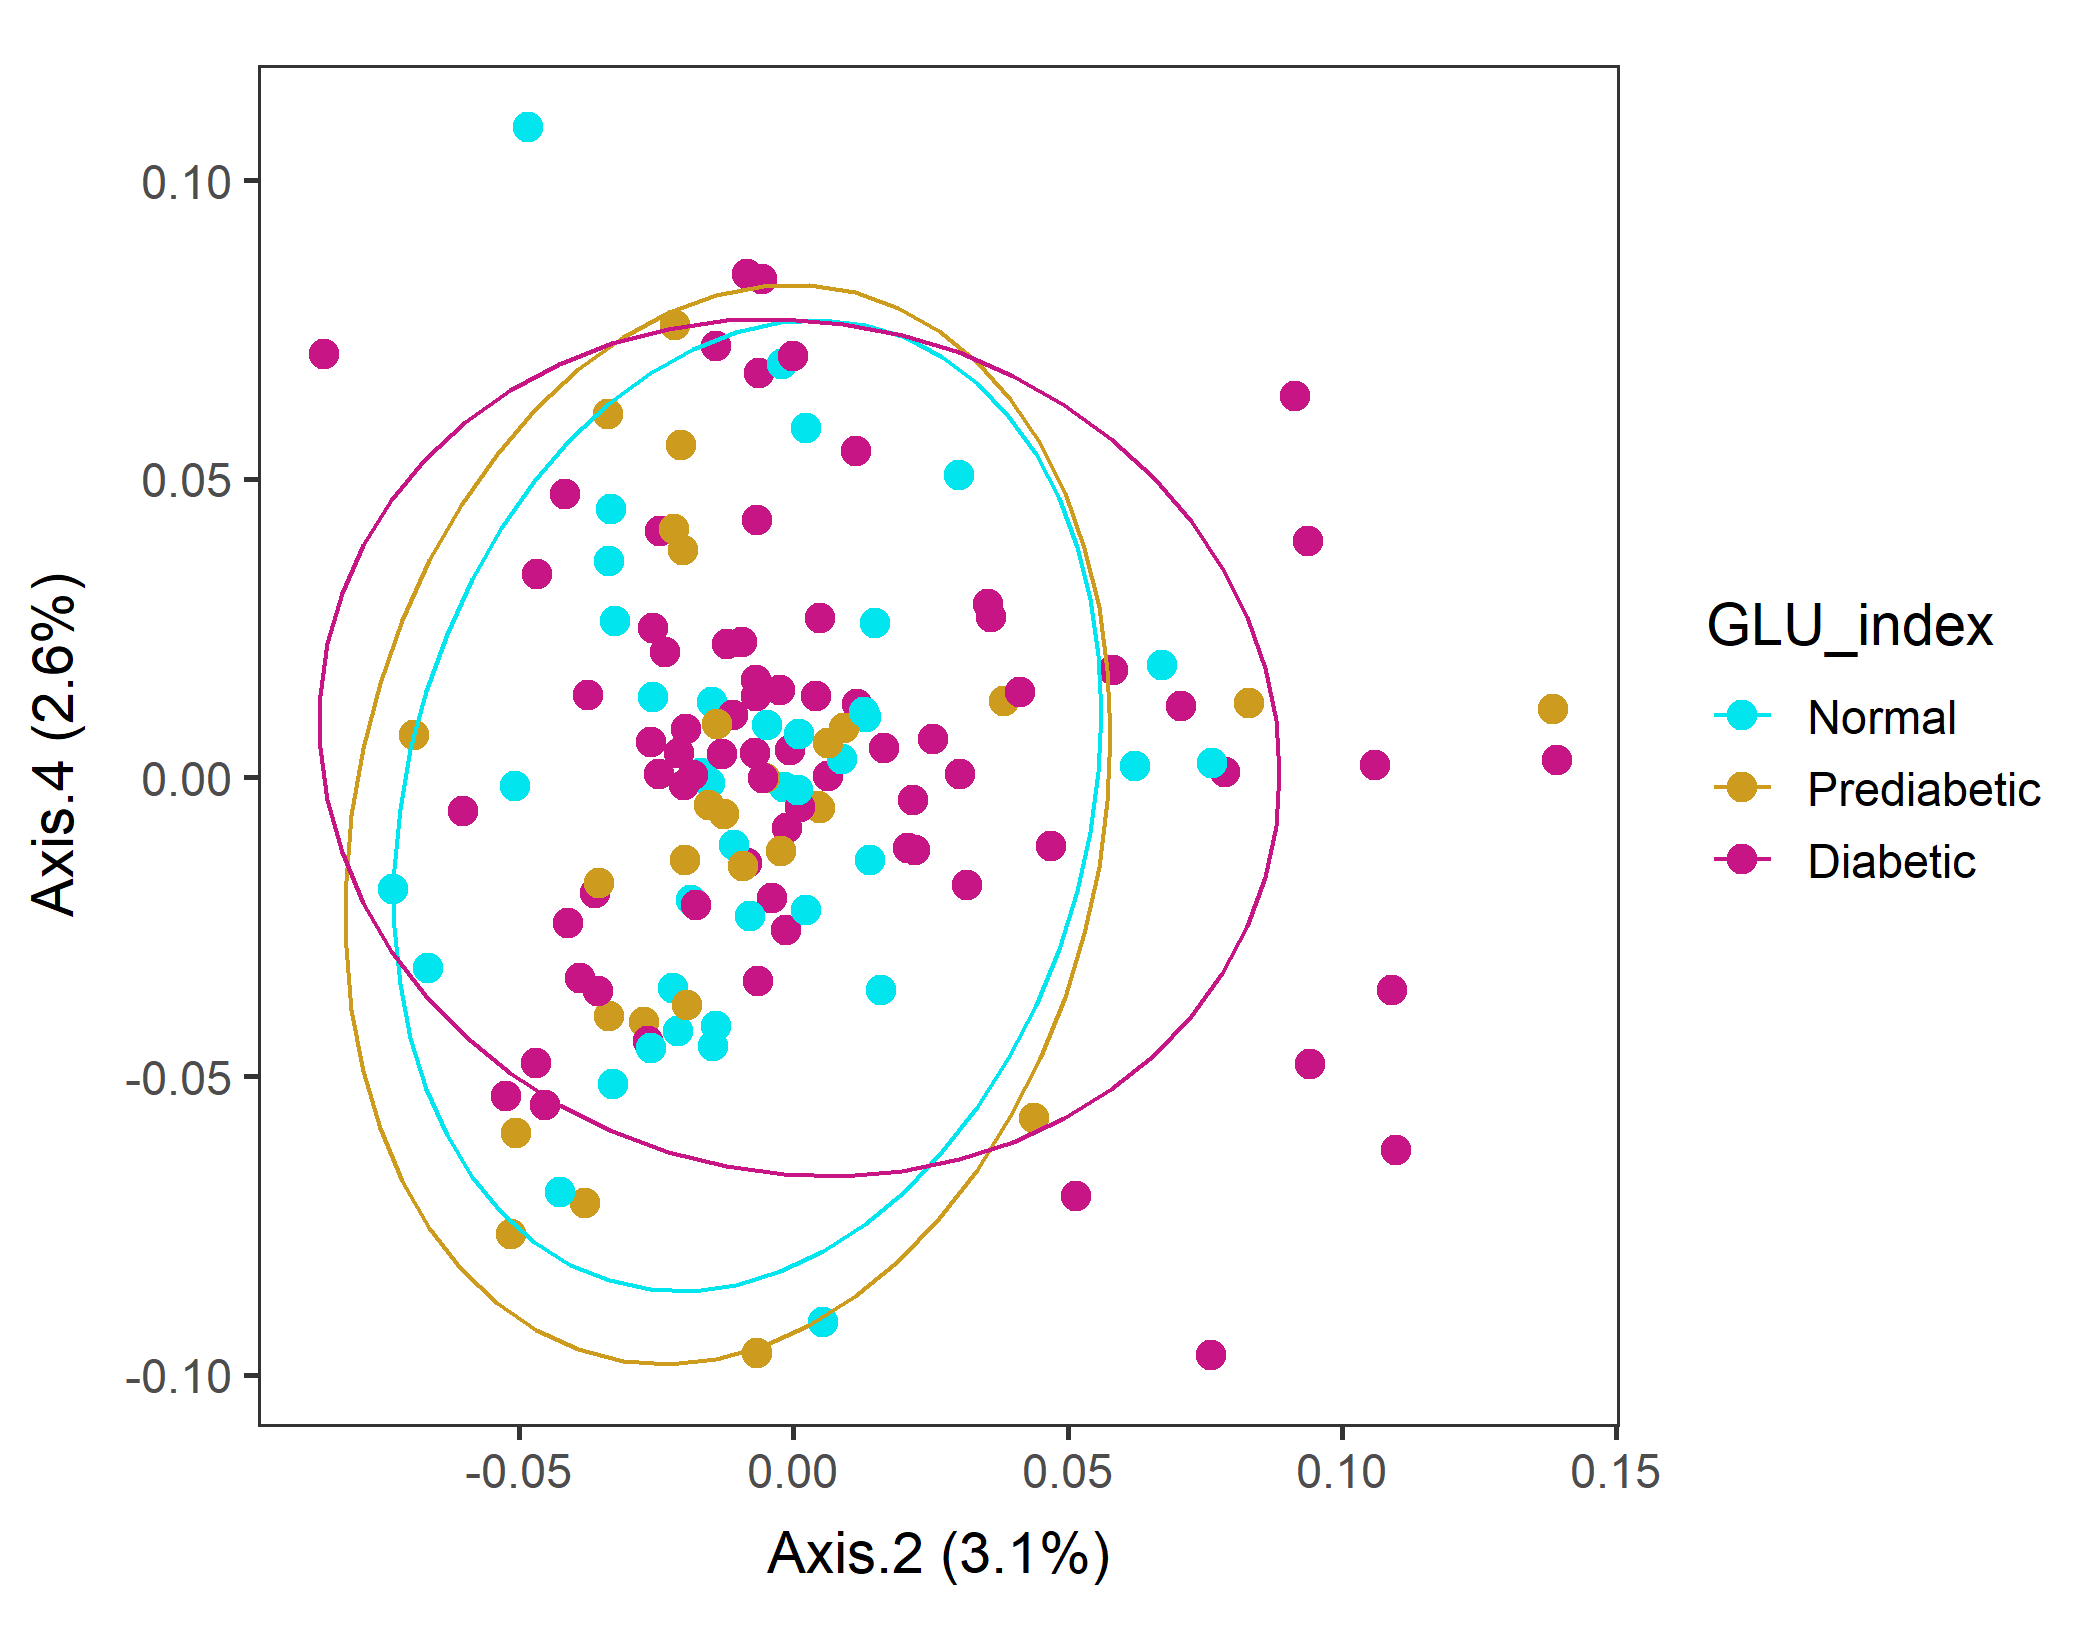 0.10
0.05
0.00
-0.05
-0.10
Axis.4 (2.6%)
-0.05 0.00 0.05 0.10 0.15
Axis.2 (3.1%)
GLU_index
Normal
Prediabetic
Diabetic